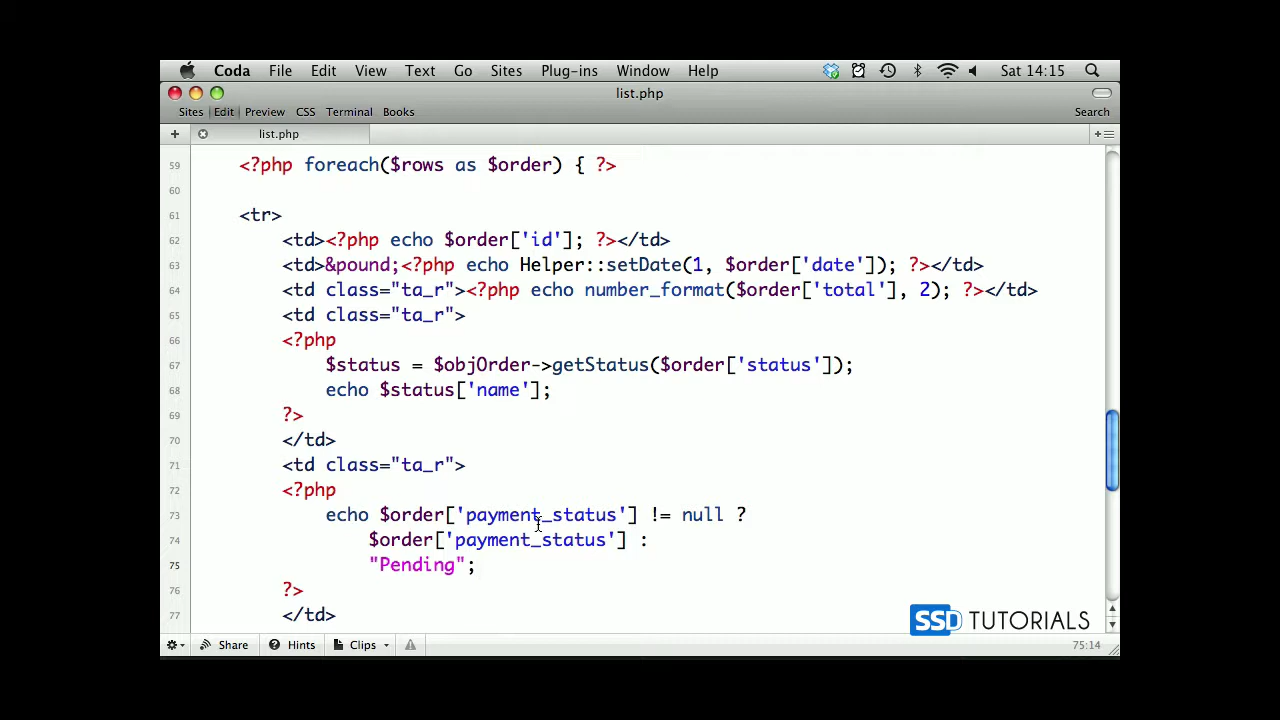 Coda File Edit View Text Go Sites Plug-ins Window Help Sat 14:15
list.php
Sites Edit Preview CSS Terminal Books Search
list.php
59 <?php foreach($rows as $order) { ?>
60
61 <tr>
62 <td><?php echo $order['id']; ?></td>
63 <td>&pound;<?php echo Helper::setDate(1, $order['date']); ?></td>
64 <td class="ta_r"><?php echo number_format($order['total'], 2); ?></td>
65 <td class="ta_r">
66 <?php
67 $status = $objOrder->getStatus($order['status']);
68 echo $status['name'];
69 ?>
70 </td>
71 <td class="ta_r">
72 <?php
73 echo $order['payment_status'] != null ?
74 $order['payment_status'] :
75 "Pending";
76 ?>
77 </td>
SSD TUTORIALS
Share Hints Clips 75:14